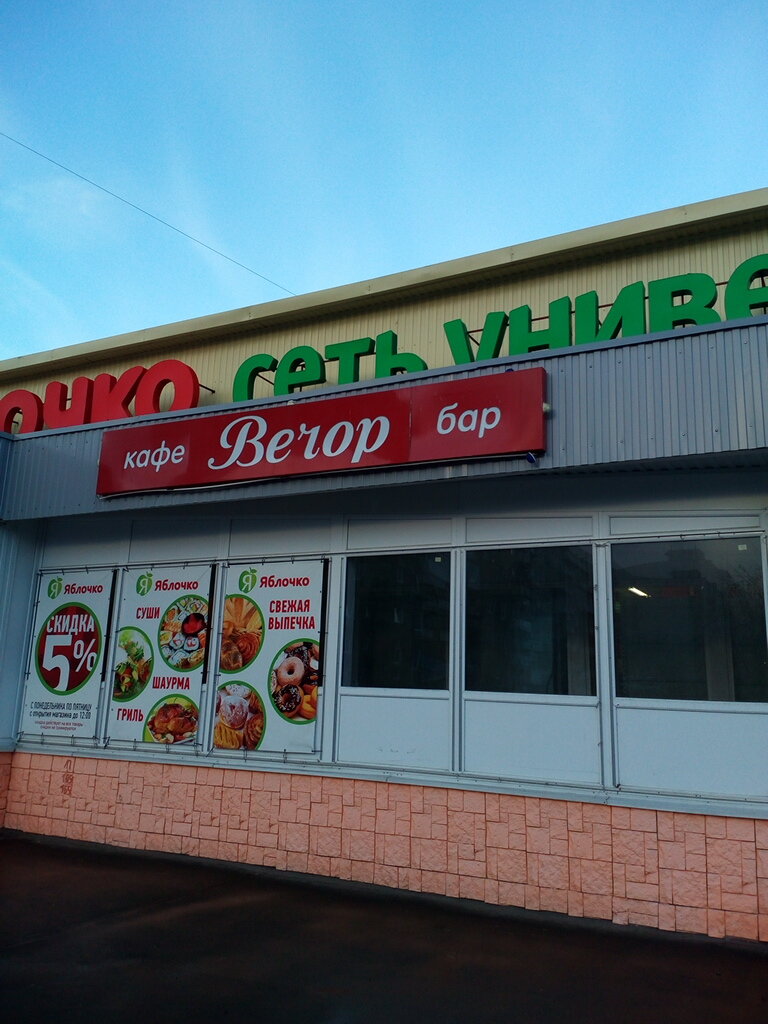 очко сеть униве
кафе Вечор бар
Яблочко
СКИДКА
5%
С ПОНЕДЕЛЬНИКА ПО ПЯТНИЦУ
с открытия магазина до 12:00
Яблочко
СУШИ
ШАУРМА
ГРИЛЬ
Яблочко
СВЕЖАЯ
ВЫПЕЧКА